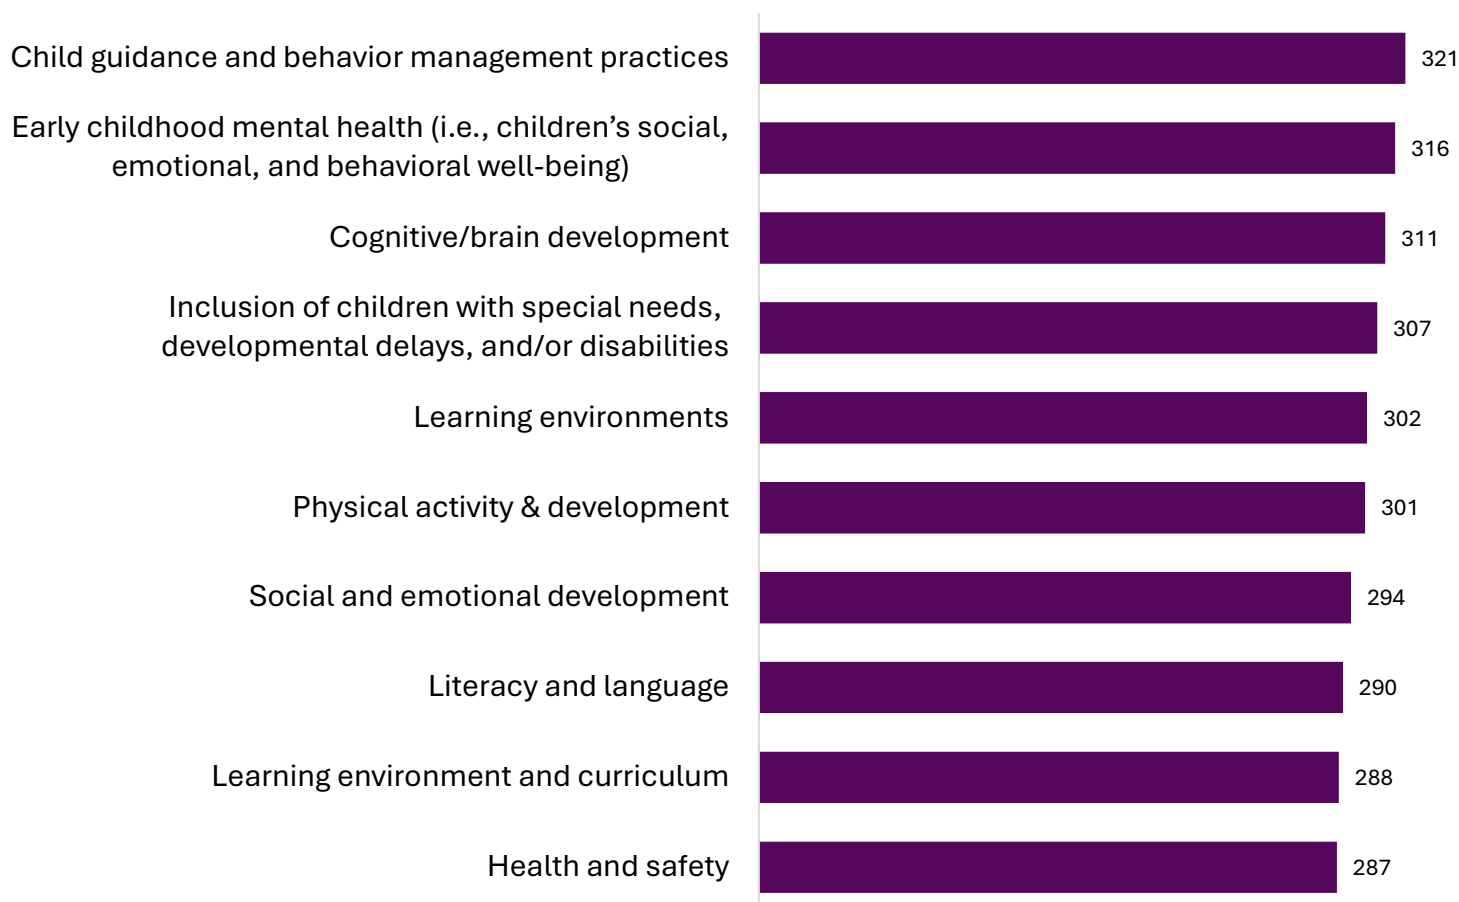 Child guidance and behavior management practices
321
Early childhood mental health (i.e., children’s social,
emotional, and behavioral well-being)
316
Cognitive/brain development
311
Inclusion of children with special needs,
developmental delays, and/or disabilities
307
Learning environments
302
Physical activity & development
301
Social and emotional development
294
Literacy and language
290
Learning environment and curriculum
288
Health and safety
287